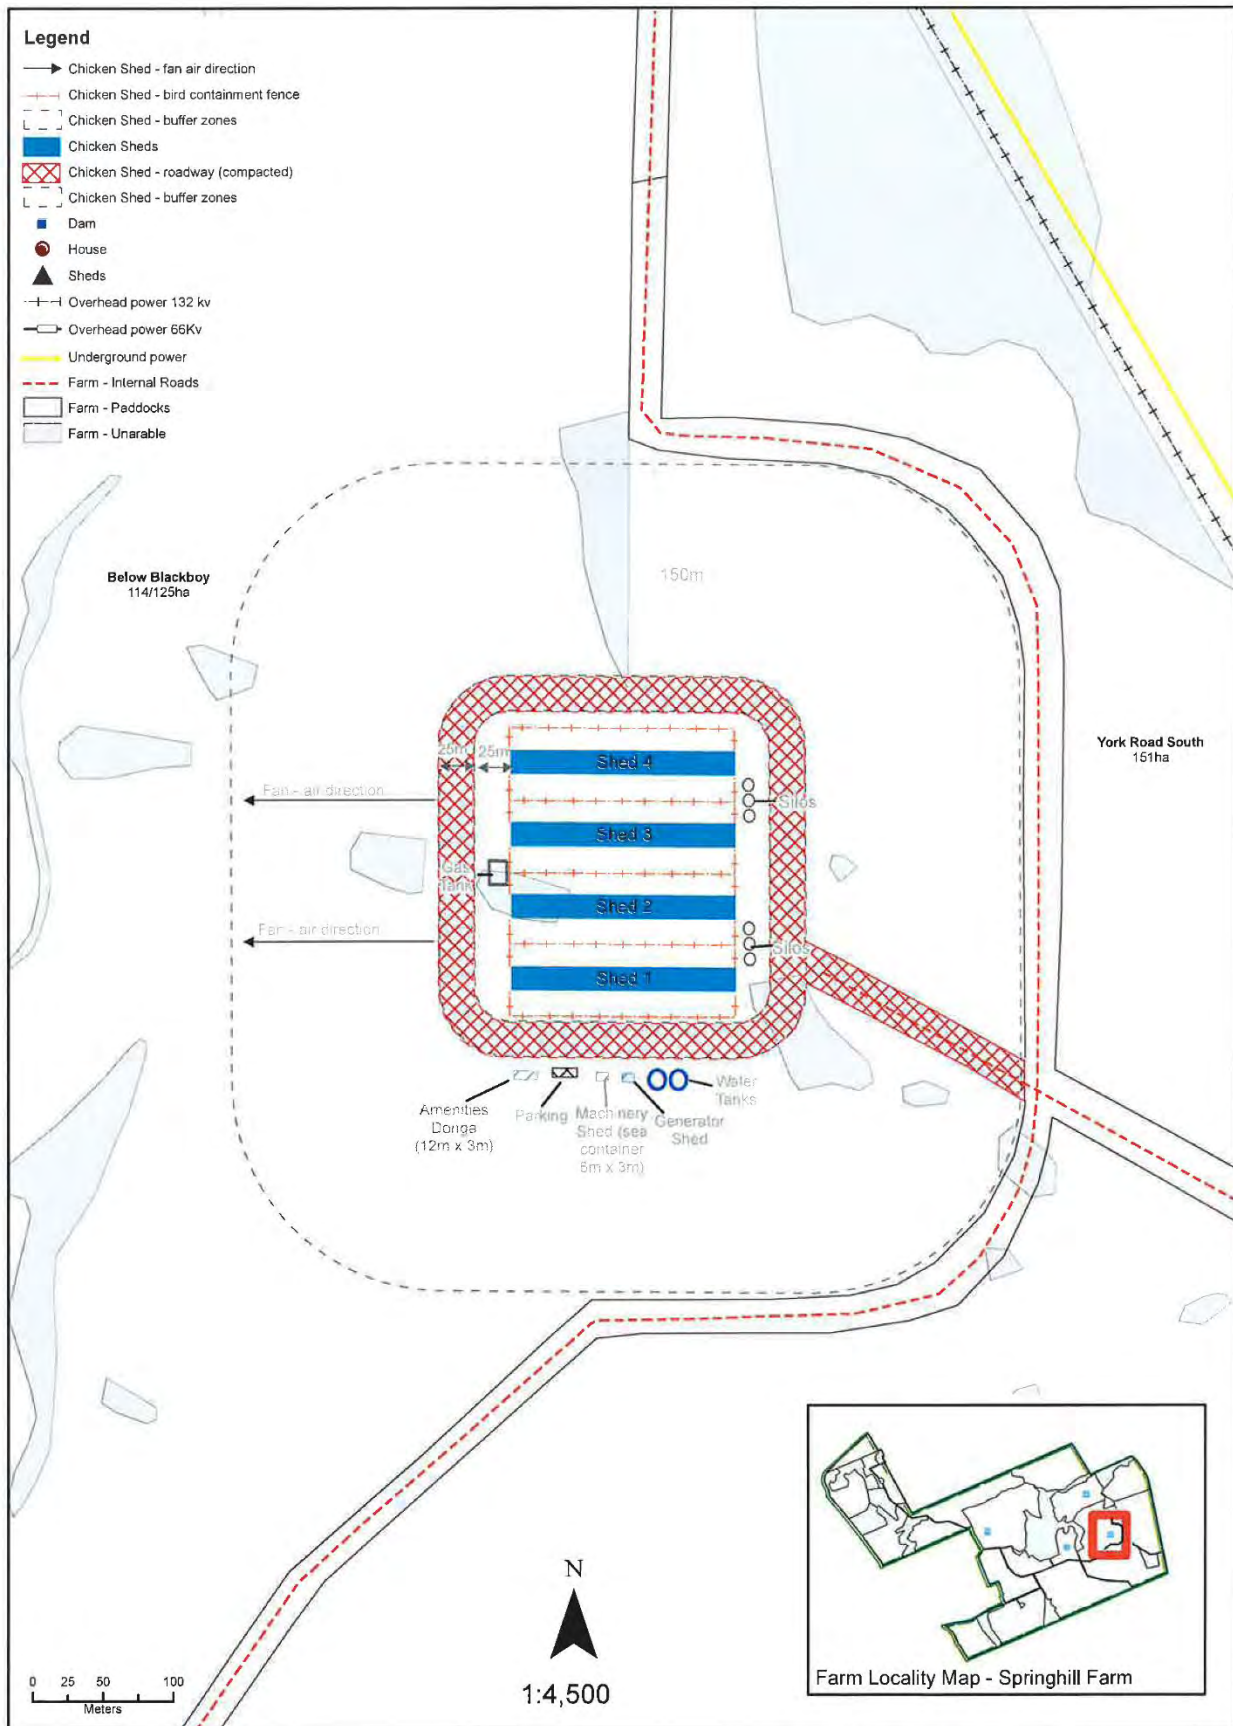 Legend
Chicken Shed - fan air direction
Chicken Shed - bird containment fence
Chicken Shed - buffer zones
Chicken Sheds
Chicken Shed - roadway (compacted)
Chicken Shed - buffer zones
Dam
House
Sheds
Overhead power 132 kv
Overhead power 66Kv
Underground power
Farm - Internal Roads
Farm - Paddocks
Farm - Unarable
150m
Below Blackboy
114/125ha
York Road South
151ha
25m
25m
Shed 4
Fan - air direction
Silos
Shed 3
Gas
Tank
Shed 2
Fan - air direction
Silos
Shed 1
Amenities
Donga
(12m x 3m)
Parking
Machinery
Shed (sea
container
6m x 3m)
Generator
Shed
Water
Tanks
N
1:4,500
0 25 50 100
Meters
Farm Locality Map - Springhill Farm